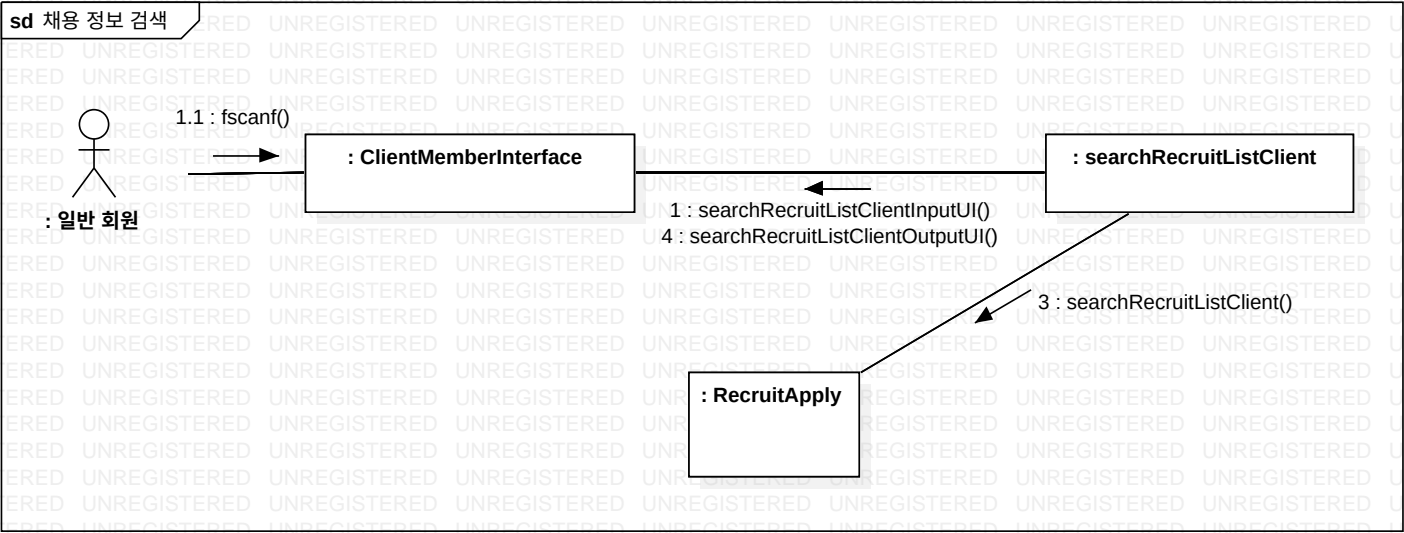 sd 채용 정보 검색
1.1 : fscanf()
: ClientMemberInterface
: searchRecruitListClient
: 일반 회원
1 : searchRecruitListClientInputUI()
4 : searchRecruitListClientOutputUI()
3 : searchRecruitListClient()
: RecruitApply
UNREGISTERED